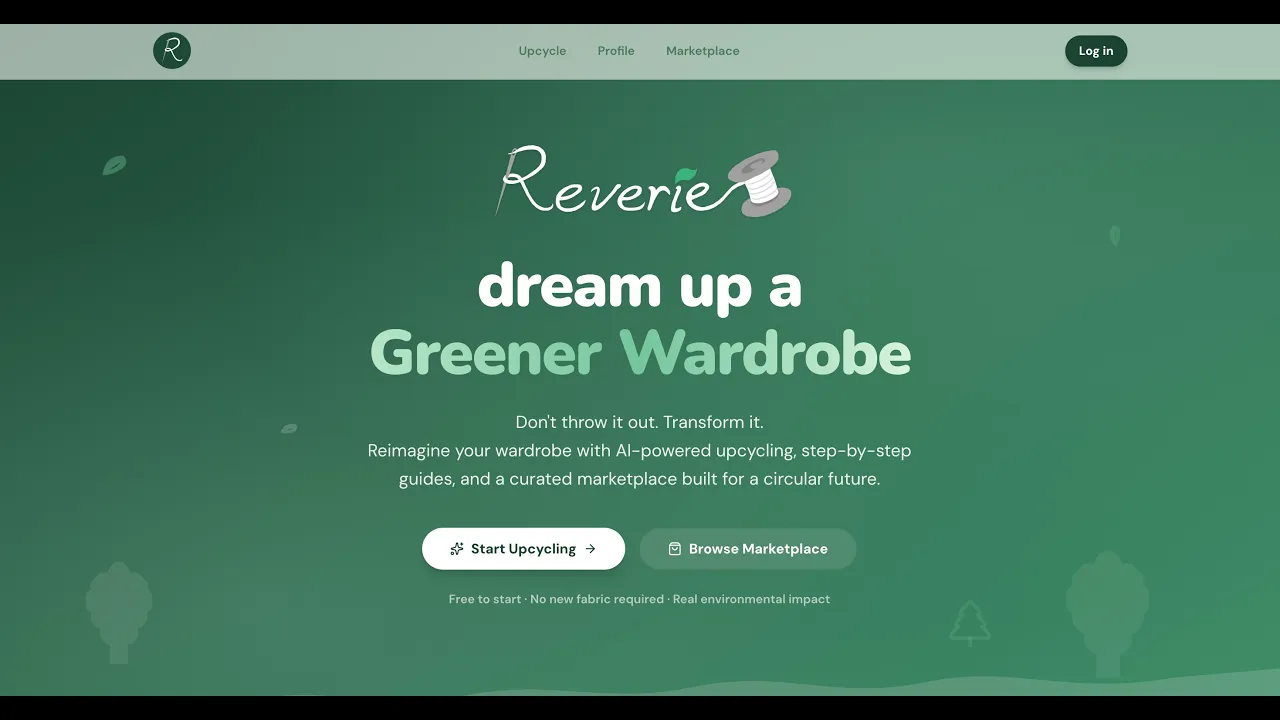 R
Upcycle
Profile
Marketplace
Log in
Reverie
dream up a
Greener Wardrobe
Don't throw it out. Transform it.
Reimagine your wardrobe with AI-powered upcycling, step-by-step
guides, and a curated marketplace built for a circular future.
Start Upcycling →
Browse Marketplace
Free to start · No new fabric required · Real environmental impact